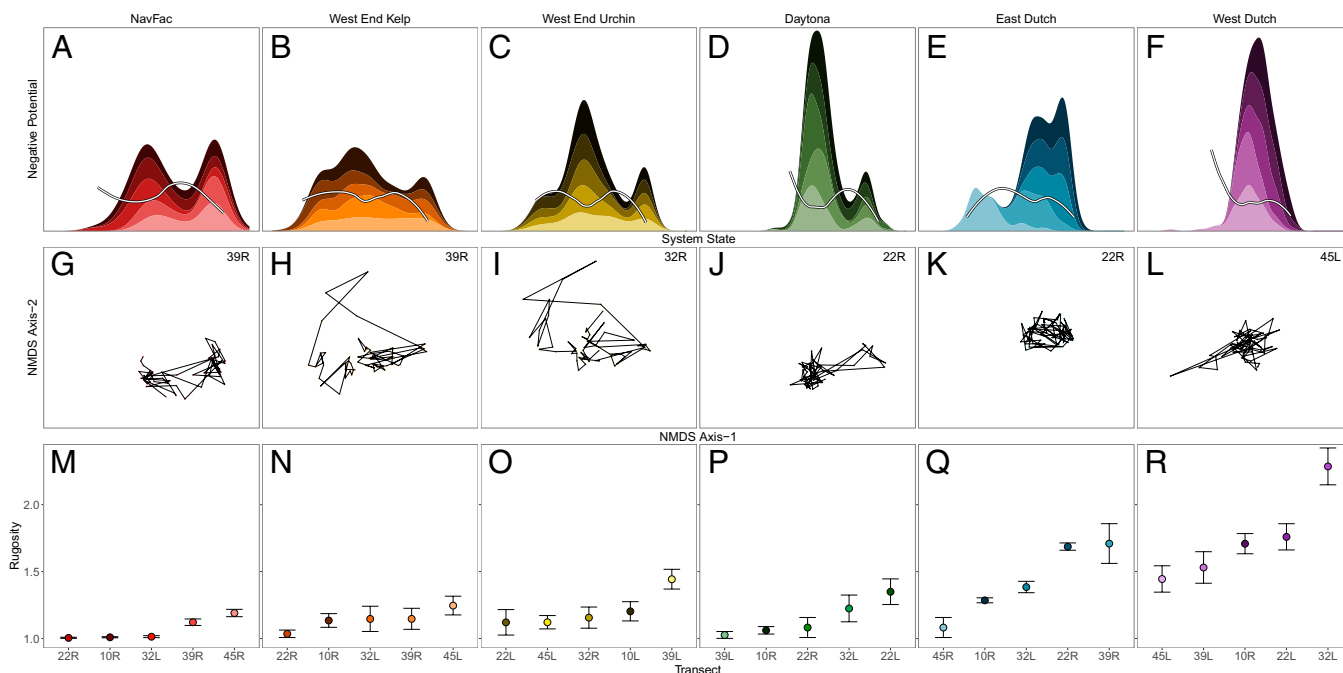 NavFac West End Kelp West End Urchin Daytona East Dutch West Dutch
A B C D E F
Negative Potential
System State
G 39R H 39R I 32R J 22R K 22R L 45L
NMDS Axis−2
NMDS Axis−1
M N O P Q R
Rugosity
2.0
1.5
1.0
22R 10R 32L 39R 45R 22R 10R 32L 39R 45L 22L 45L 32R 10L 39L 39L 10R 22R 32L 22L 45R 10R 32L 22R 39R 45L 39L 10R 22L 32L
Transect